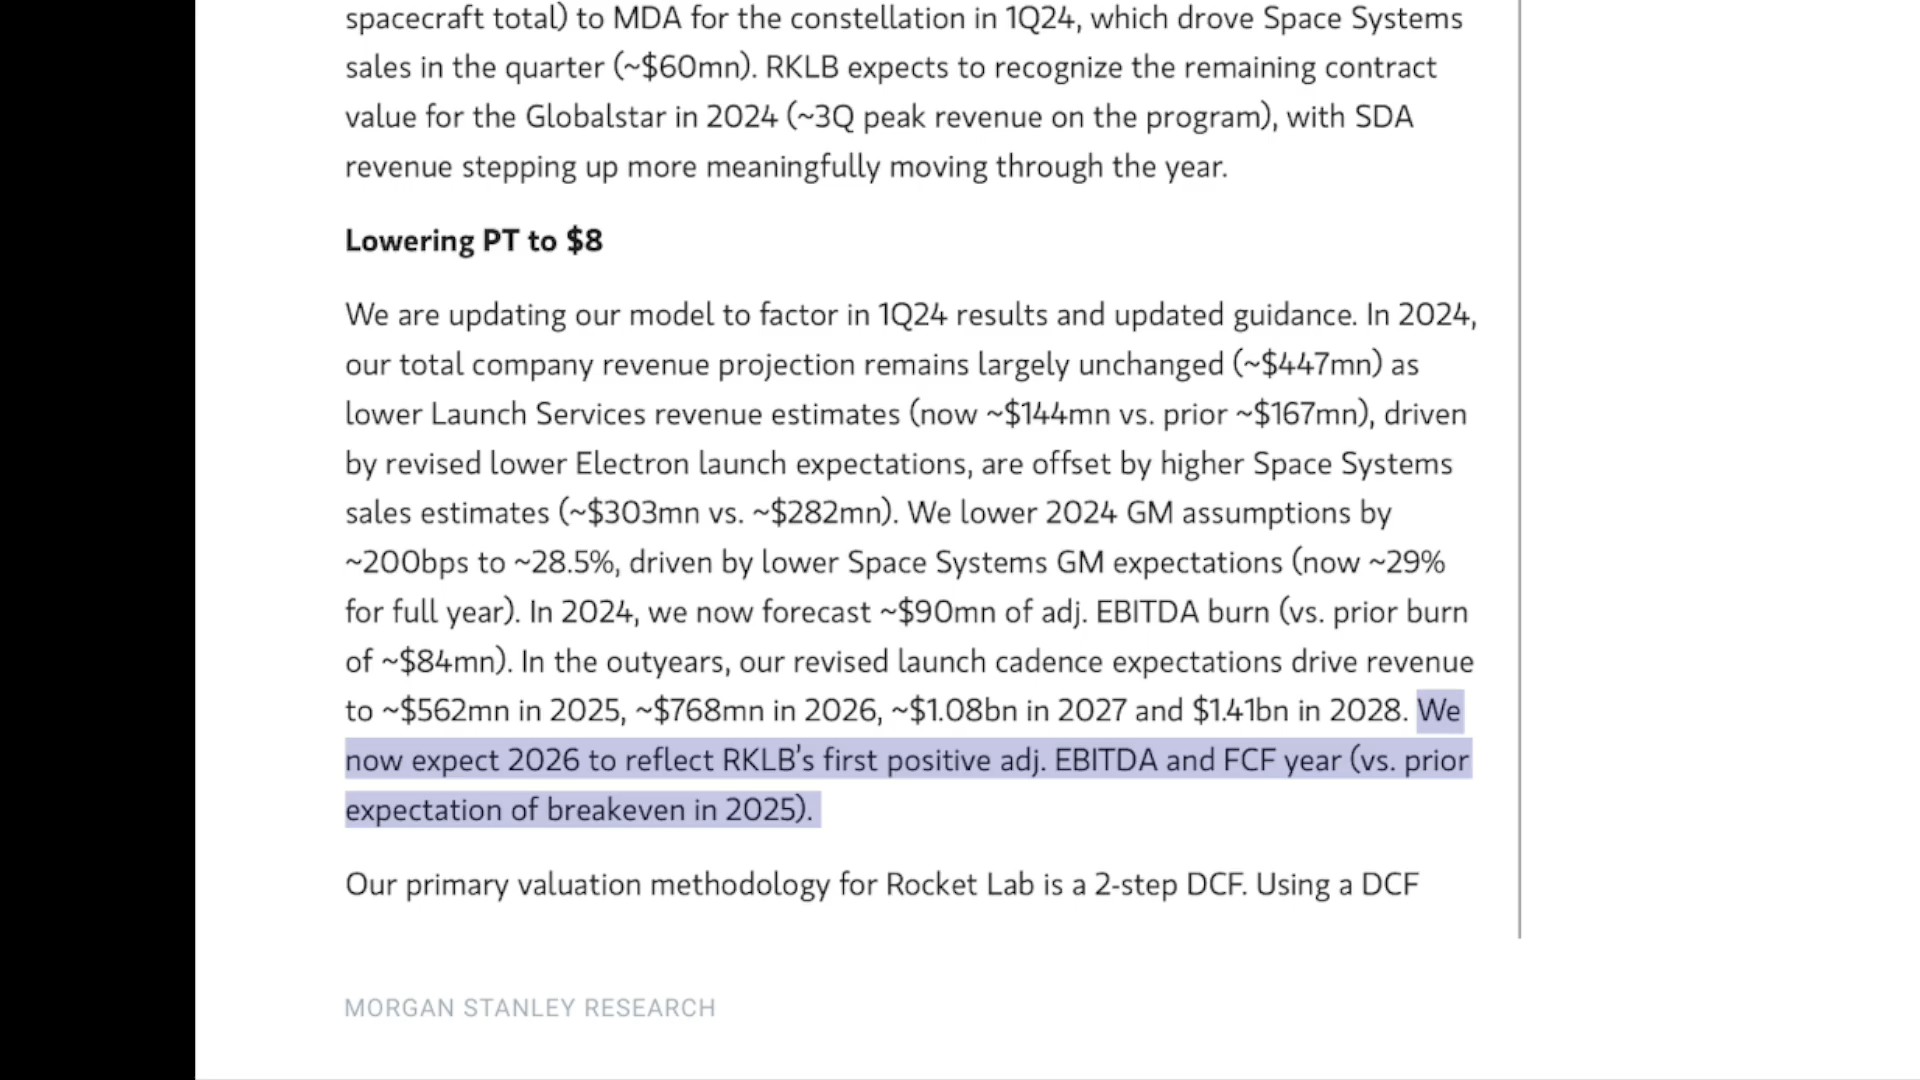 spacecraft total) to MDA for the constellation in 1Q24, which drove Space Systems
sales in the quarter (~$60mn). RKLB expects to recognize the remaining contract
value for the Globalstar in 2024 (~3Q peak revenue on the program), with SDA
revenue stepping up more meaningfully moving through the year.
Lowering PT to $8
We are updating our model to factor in 1Q24 results and updated guidance. In 2024,
our total company revenue projection remains largely unchanged (~$447mn) as
lower Launch Services revenue estimates (now ~$144mn vs. prior ~$167mn), driven
by revised lower Electron launch expectations, are offset by higher Space Systems
sales estimates (~$303mn vs. ~$282mn). We lower 2024 GM assumptions by
~200bps to ~28.5%, driven by lower Space Systems GM expectations (now ~29%
for full year). In 2024, we now forecast ~$90mn of adj. EBITDA burn (vs. prior burn
of ~$84mn). In the outyears, our revised launch cadence expectations drive revenue
to ~$562mn in 2025, ~$768mn in 2026, ~$1.08bn in 2027 and $1.41bn in 2028. We
now expect 2026 to reflect RKLB's first positive adj. EBITDA and FCF year (vs. prior
expectation of breakeven in 2025).
Our primary valuation methodology for Rocket Lab is a 2-step DCF. Using a DCF
MORGAN STANLEY RESEARCH